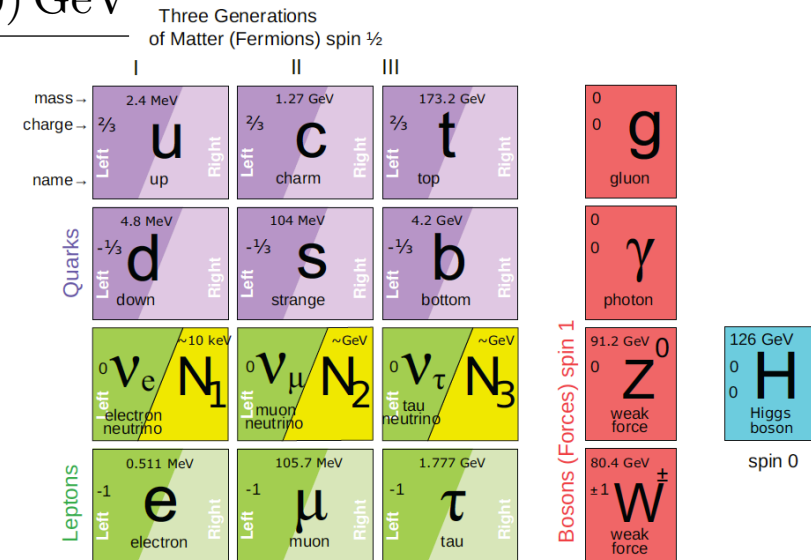 ) GeV
Three Generations
of Matter (Fermions) spin ½
I II III
mass→
charge→
name→
2.4 MeV
⅔
u
Left
up
Right
1.27 GeV
⅔
c
Left
charm
Right
173.2 GeV
⅔
t
Left
top
Right
0
0
g
gluon
Quarks
4.8 MeV
-⅓
d
Left
down
Right
104 MeV
-⅓
s
Left
strange
Right
4.2 GeV
-⅓
b
Left
bottom
Right
0
0
γ
photon
0
νe
Left
electron
neutrino
~10 keV
N1
0
νμ
Left
muon
neutrino
~GeV
N2
0
ντ
Left
tau
neutrino
~GeV
N3
Bosons (Forces) spin 1
91.2 GeV
0
Z0
weak
force
126 GeV
0
0
H
Higgs
boson
spin 0
Leptons
0.511 MeV
-1
e
Left
electron
Right
105.7 MeV
-1
μ
Left
muon
Right
1.777 GeV
-1
τ
Left
tau
Right
80.4 GeV
±1
W±
weak
force